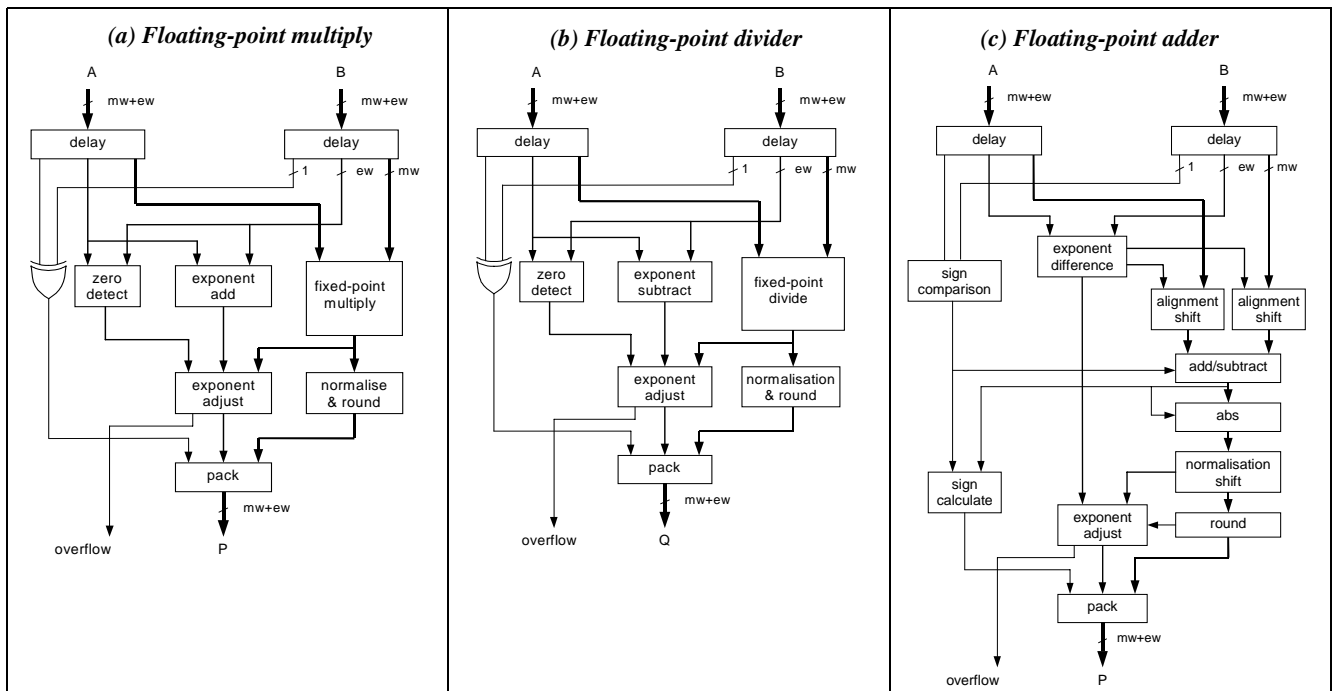 (a) Floating-point multiply
A
B
mw+ew
mw+ew
delay
delay
1
ew
mw
zero
detect
exponent
add
fixed-point
multiply
exponent
adjust
normalise
& round
pack
mw+ew
overflow
P
(b) Floating-point divider
A
B
mw+ew
mw+ew
delay
delay
1
ew
mw
zero
detect
exponent
subtract
fixed-point
divide
exponent
adjust
normalisation
& round
pack
mw+ew
overflow
Q
(c) Floating-point adder
A
B
mw+ew
mw+ew
delay
delay
1
ew
mw
exponent
difference
sign
comparison
alignment
shift
alignment
shift
add/subtract
abs
normalisation
shift
sign
calculate
exponent
adjust
round
pack
mw+ew
overflow
P